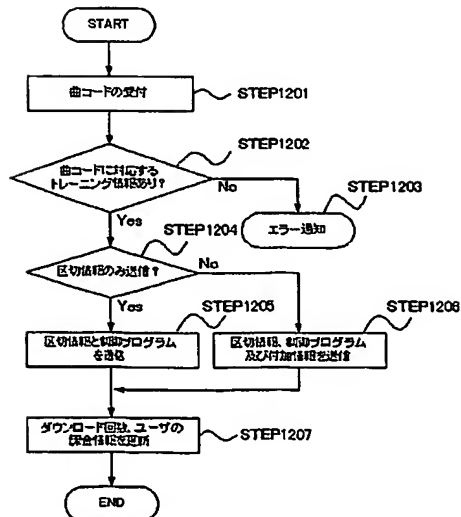 START
曲コードの受付
STEP1201
STEP1202
曲コードに対応する
トレーニング情報あり?
No
STEP1203
エラー通知
Yes
STEP1204
区切情報のみ送信?
No
Yes
STEP1205
STEP1206
区切情報と制御プログラム
を送信
区切情報、制御プログラム
及び付加情報を送信
ダウンロード回数、ユーザの
課金情報を更新
STEP1207
END